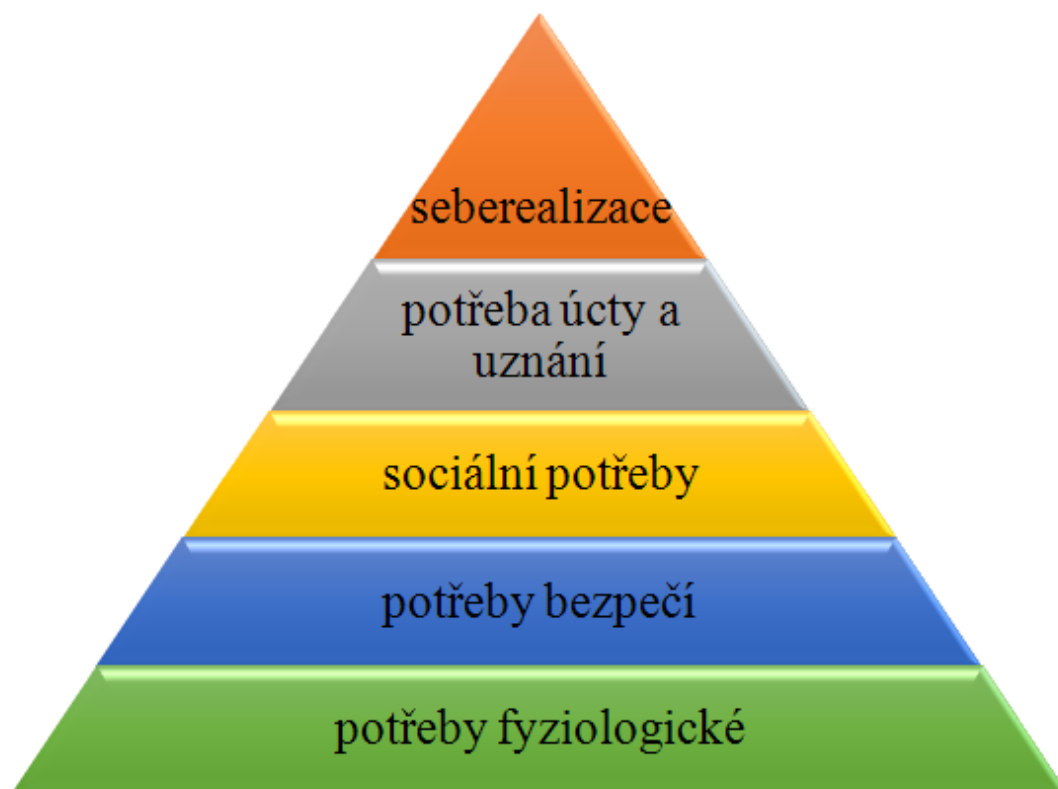 seberealizace
potřeba úcty a
uznání
sociální potřeby
potřeby bezpečí
potřeby fyziologické